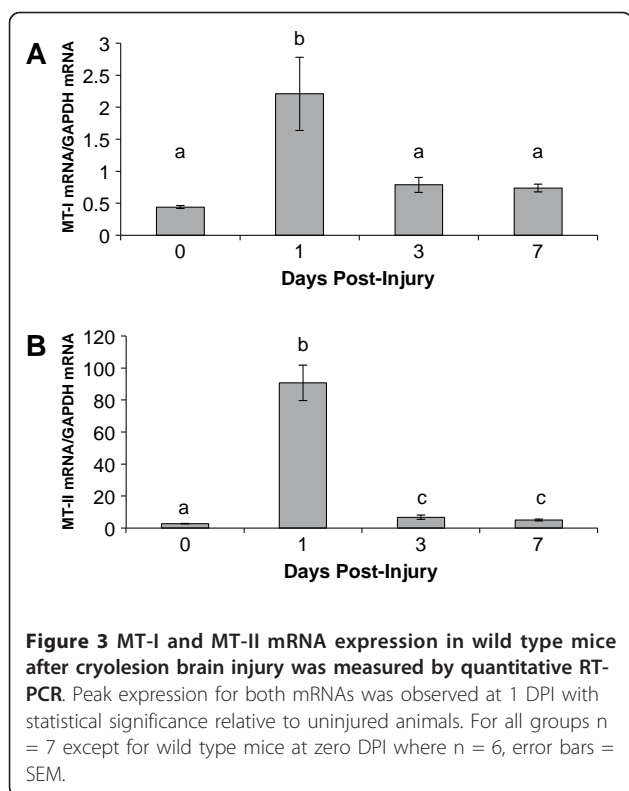 A
MT-I mRNA/GAPDH mRNA
3
2.5
2
1.5
1
0.5
0
a
b
a
a
0 1 3 7
Days Post-Injury
B
MT-II mRNA/GAPDH mRNA
120
100
80
60
40
20
0
a
b
c
c
0 1 3 7
Days Post-Injury
Figure 3 MT-I and MT-II mRNA expression in wild type mice
after cryolesion brain injury was measured by quantitative RT-
PCR. Peak expression for both mRNAs was observed at 1 DPI with
statistical significance relative to uninjured animals. For all groups n
= 7 except for wild type mice at zero DPI where n = 6, error bars =
SEM.